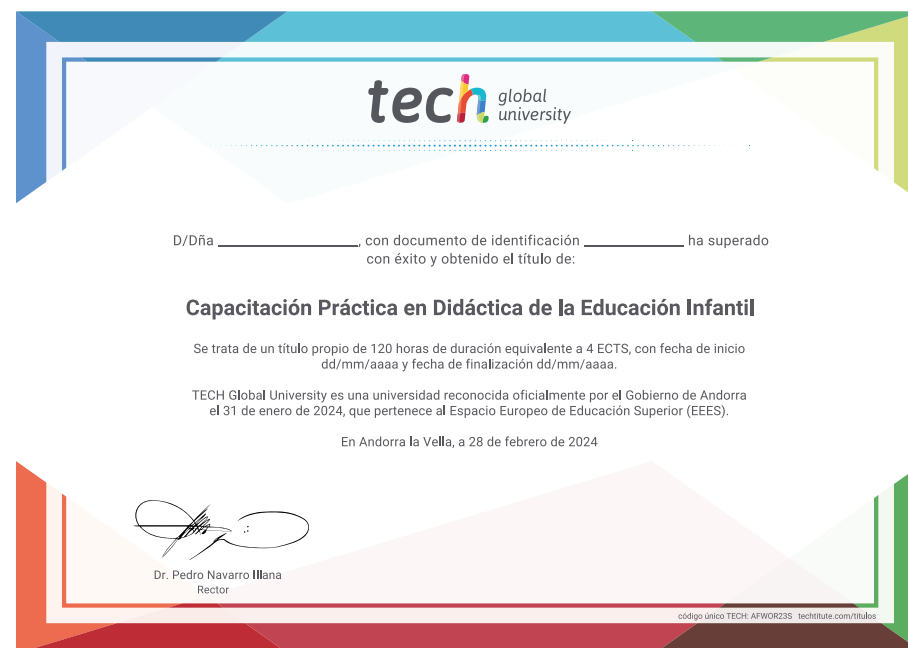 tech global
university
D/Dña ____________________, con documento de identificación ______________ ha superado
con éxito y obtenido el título de:
Capacitación Práctica en Didáctica de la Educación Infantil
Se trata de un título propio de 120 horas de duración equivalente a 4 ECTS, con fecha de inicio
dd/mm/aaaa y fecha de finalización dd/mm/aaaa.
TECH Global University es una universidad reconocida oficialmente por el Gobierno de Andorra
el 31 de enero de 2024, que pertenece al Espacio Europeo de Educación Superior (EEES).
En Andorra la Vella, a 28 de febrero de 2024
Dr. Pedro Navarro Illana
Rector
código único TECH: AFWOR23S techtitute.com/titulos